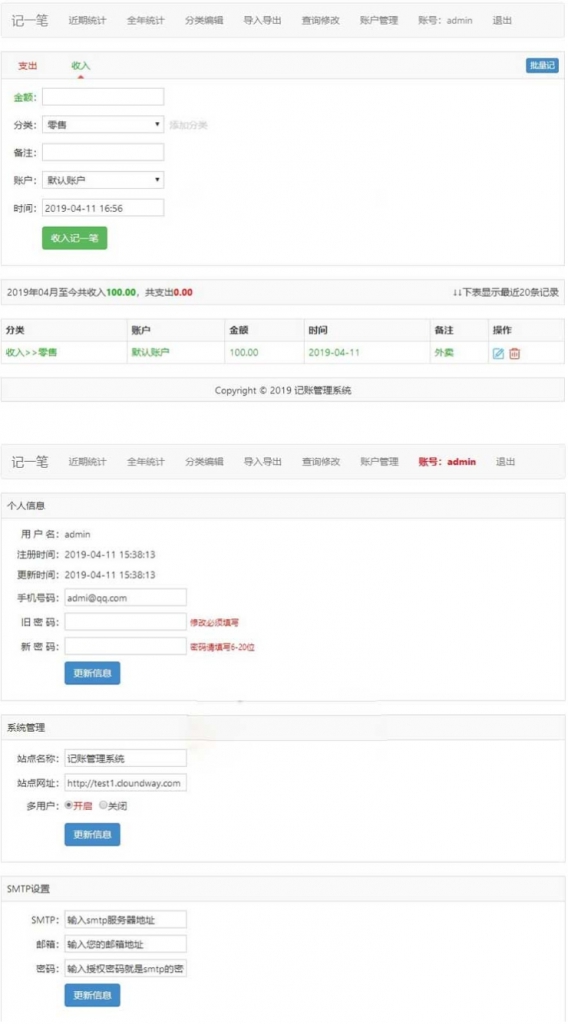 记一笔 近期统计 全年统计 分类编辑 导入导出 查询修改 账户管理 账号：admin 退出
支出 收入 批量记
金额：
分类： 零售 添加分类
备注：
账户： 默认账户
时间： 2019-04-11 16:56
收入记一笔
2019年04月至今共收入100.00，共支出0.00 ↓↓下表显示最近20条记录
分类 账户 金额 时间 备注 操作
收入>>零售 默认账户 100.00 2019-04-11 外卖
Copyright © 2019 记账管理系统
记一笔 近期统计 全年统计 分类编辑 导入导出 查询修改 账户管理 账号：admin 退出
个人信息
用 户 名： admin
注册时间： 2019-04-11 15:38:13
更新时间： 2019-04-11 15:38:13
手机号码： admi@qq.com
旧 密 码： 修改必须填写
新 密 码： 密码请填写6-20位
更新信息
系统管理
站点名称： 记账管理系统
站点网址： http://test1.cloundway.com
多用户： 开启 关闭
更新信息
SMTP设置
SMTP： 输入smtp服务器地址
邮箱： 输入您的邮箱地址
密码： 输入授权密码就是smtp的密
更新信息